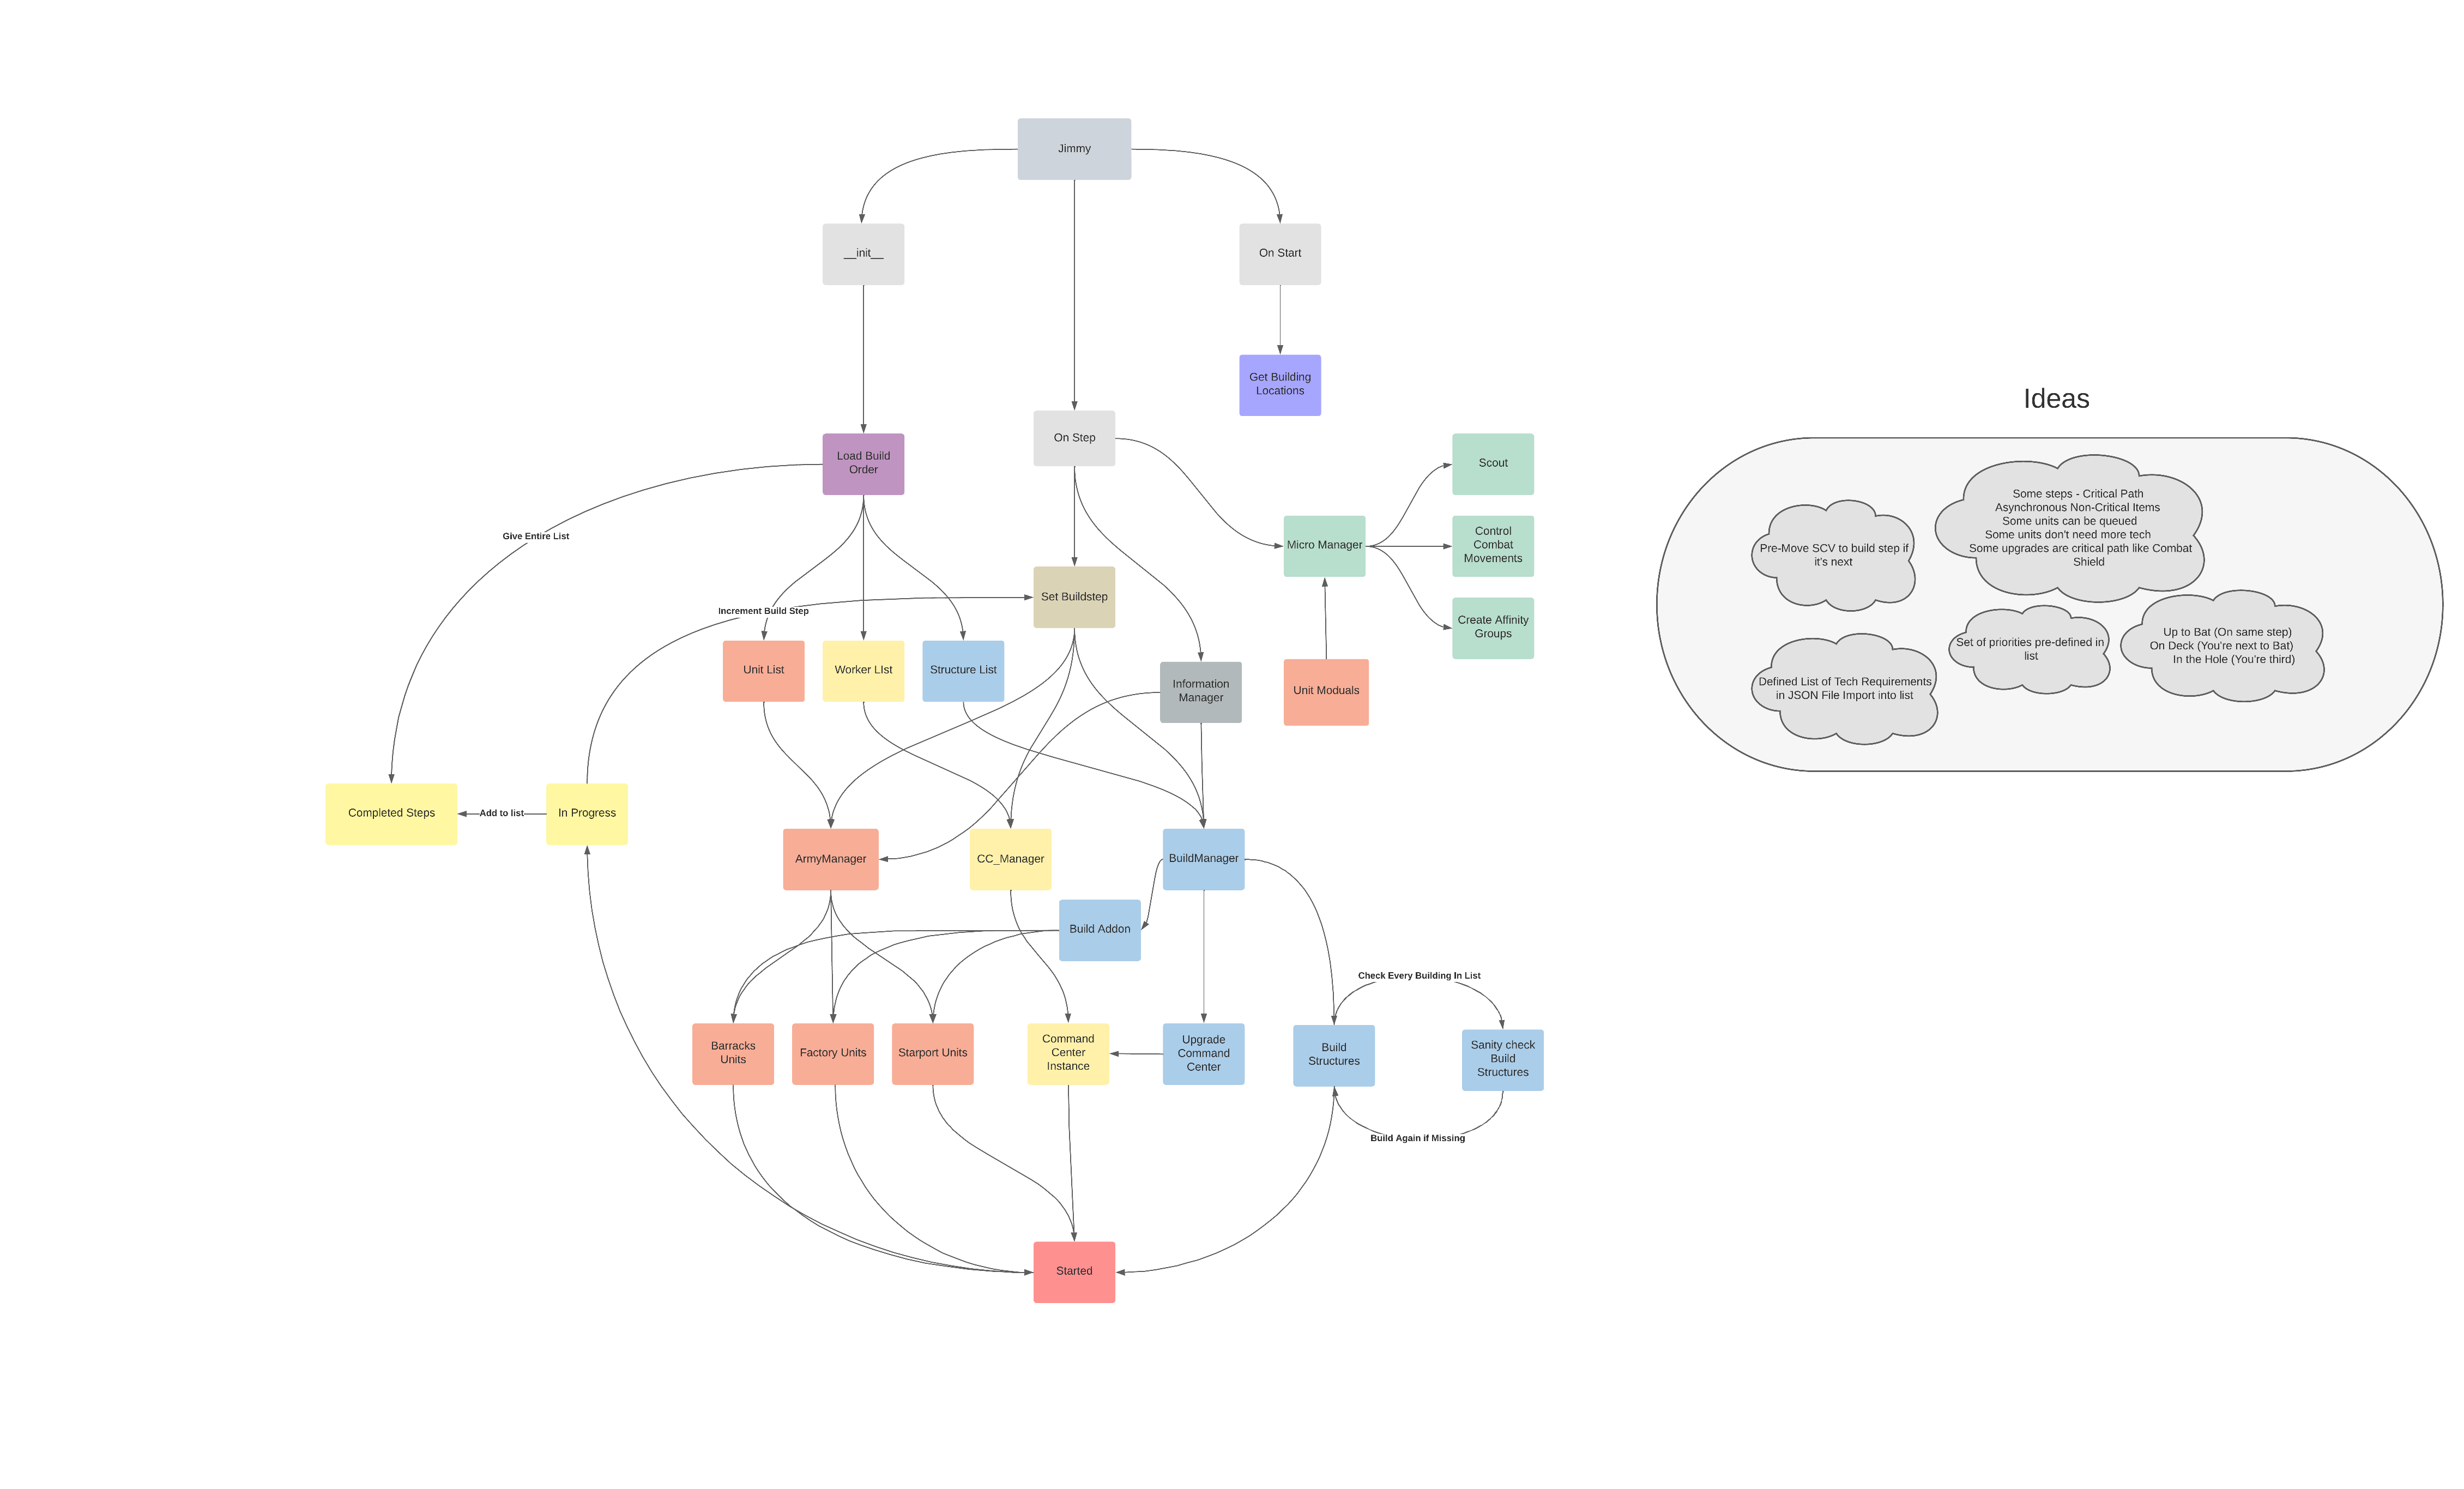 Jimmy
__init__
On Start
Get Building
Locations
Ideas
On Step
Load Build
Order
Scout
Some steps - Critical Path
Asynchronous Non-Critical Items
Some units can be queued
Some units don't need more tech
Some upgrades are critical path like Combat
Shield
Give Entire List
Micro Manager
Control
Combat
Movements
Pre-Move SCV to build step if
it's next
Increment Build Step
Set Buildstep
Create Affinity
Groups
Set of priorities pre-defined in
list
Up to Bat (On same step)
On Deck (You're next to Bat)
In the Hole (You're third)
Unit List
Worker LIst
Structure List
Information
Manager
Unit Moduals
Defined List of Tech Requirements
in JSON File Import into list
Completed Steps
Add to list
In Progress
ArmyManager
CC_Manager
BuildManager
Build Addon
Check Every Building In List
Barracks
Units
Factory Units
Starport Units
Command
Center
Instance
Upgrade
Command
Center
Build
Structures
Sanity check
Build
Structures
Build Again if Missing
Started